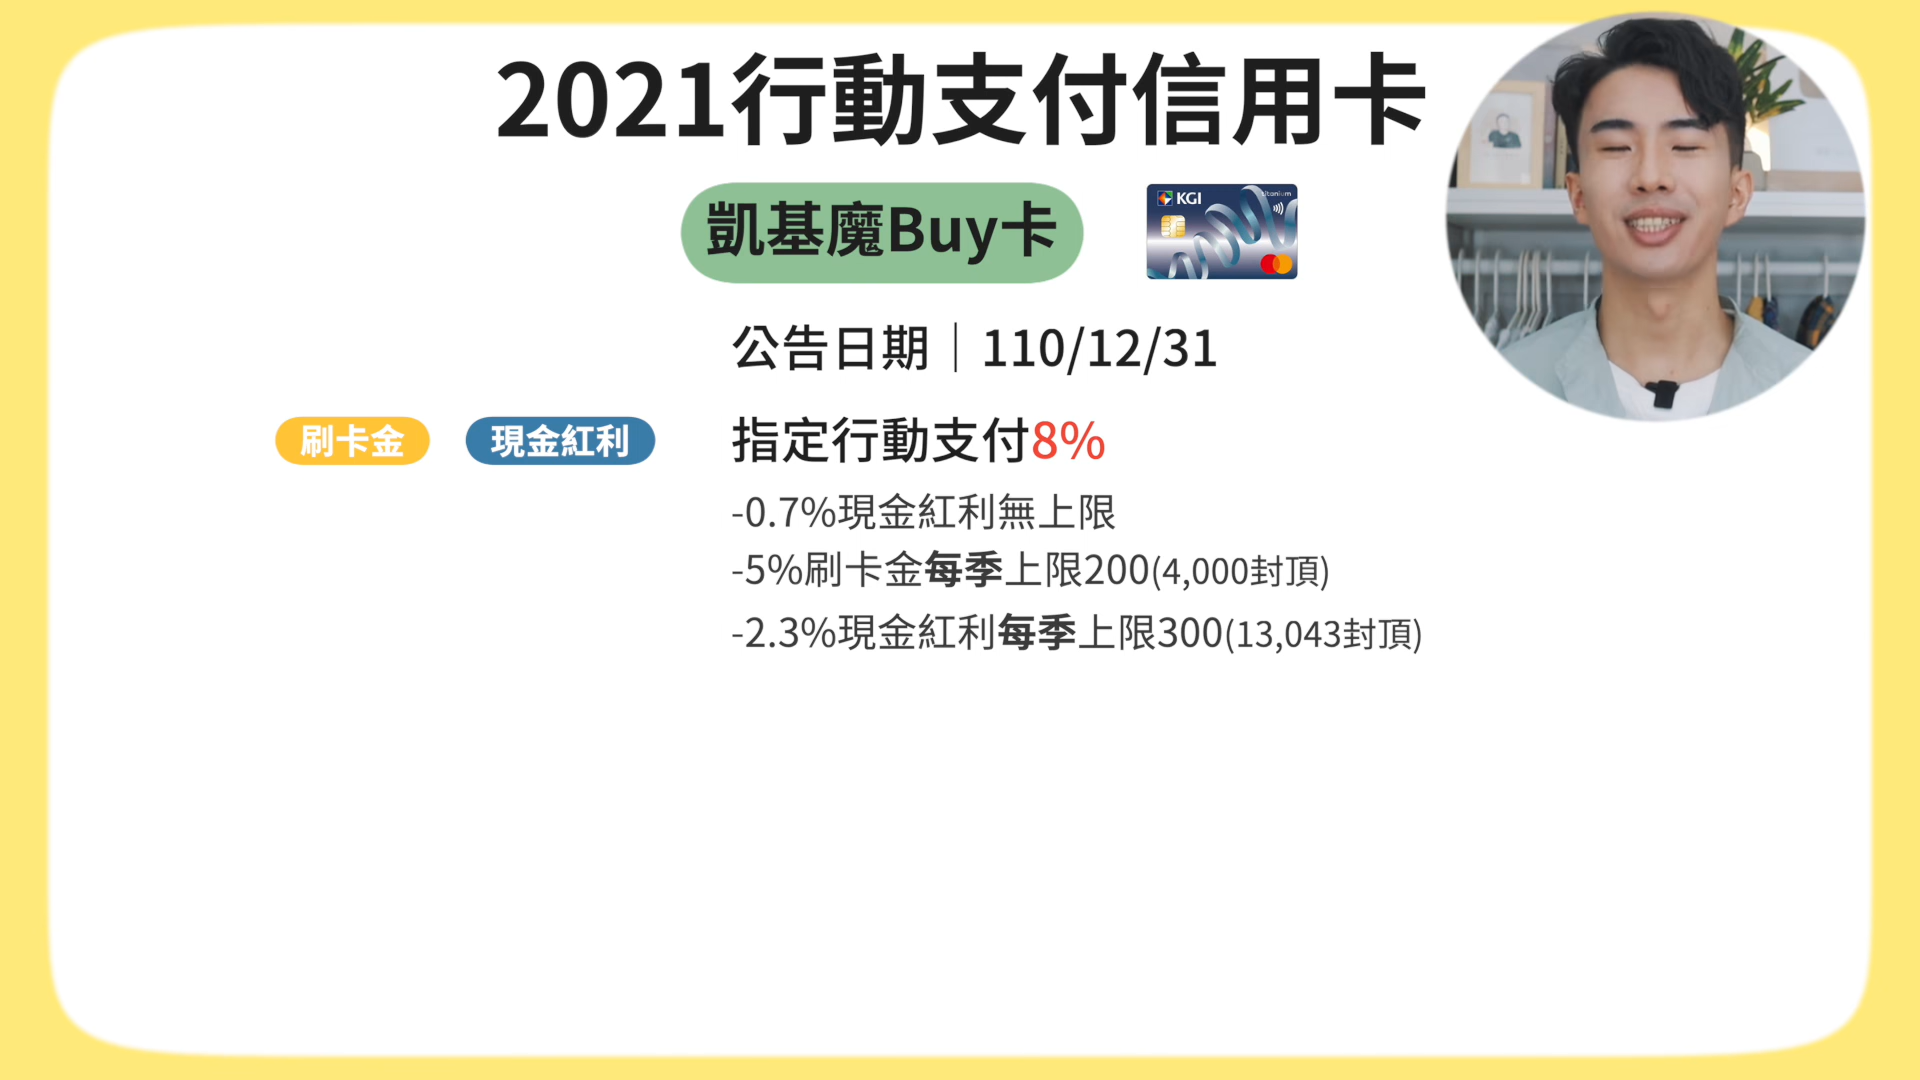 2021行動支付信用卡
凱基魔Buy卡
KGI
titanium
公告日期｜110/12/31
刷卡金 現金紅利 指定行動支付8%
-0.7%現金紅利無上限
-5%刷卡金每季上限200(4,000封頂)
-2.3%現金紅利每季上限300(13,043封頂)